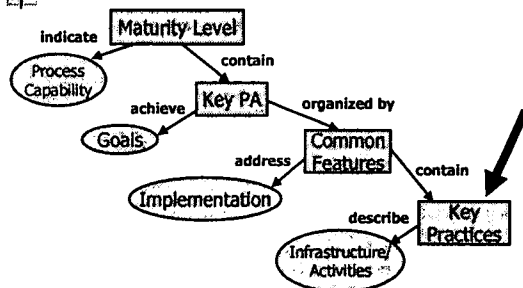 Maturity Level
indicate
Process
Capability
contain
Key PA
achieve
Goals
organized by
Common
Features
address
Implementation
contain
Key
Practices
describe
Infrastructure/
Activities